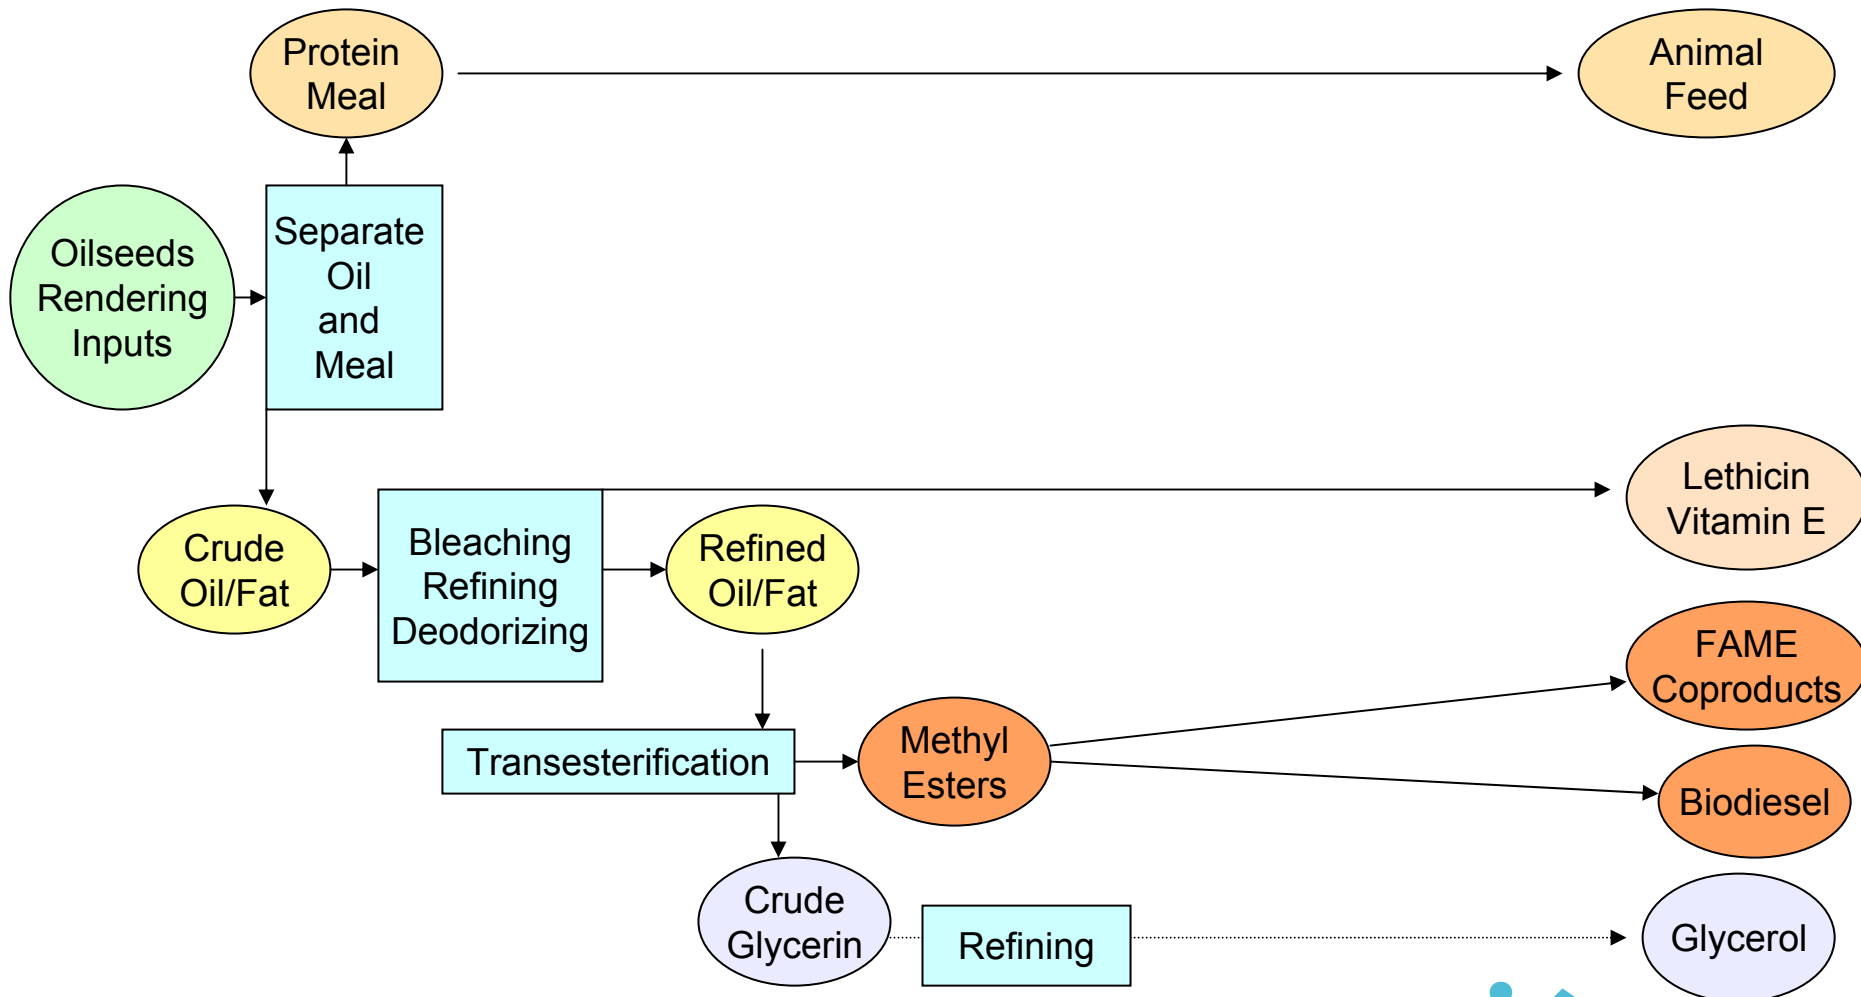 Protein
Meal
Animal
Feed
Oilseeds
Rendering
Inputs
Separate
Oil
and
Meal
Lethicin
Vitamin E
Crude
Oil/Fat
Bleaching
Refining
Deodorizing
Refined
Oil/Fat
FAME
Coproducts
Transesterification
Methyl
Esters
Biodiesel
Crude
Glycerin
Refining
Glycerol